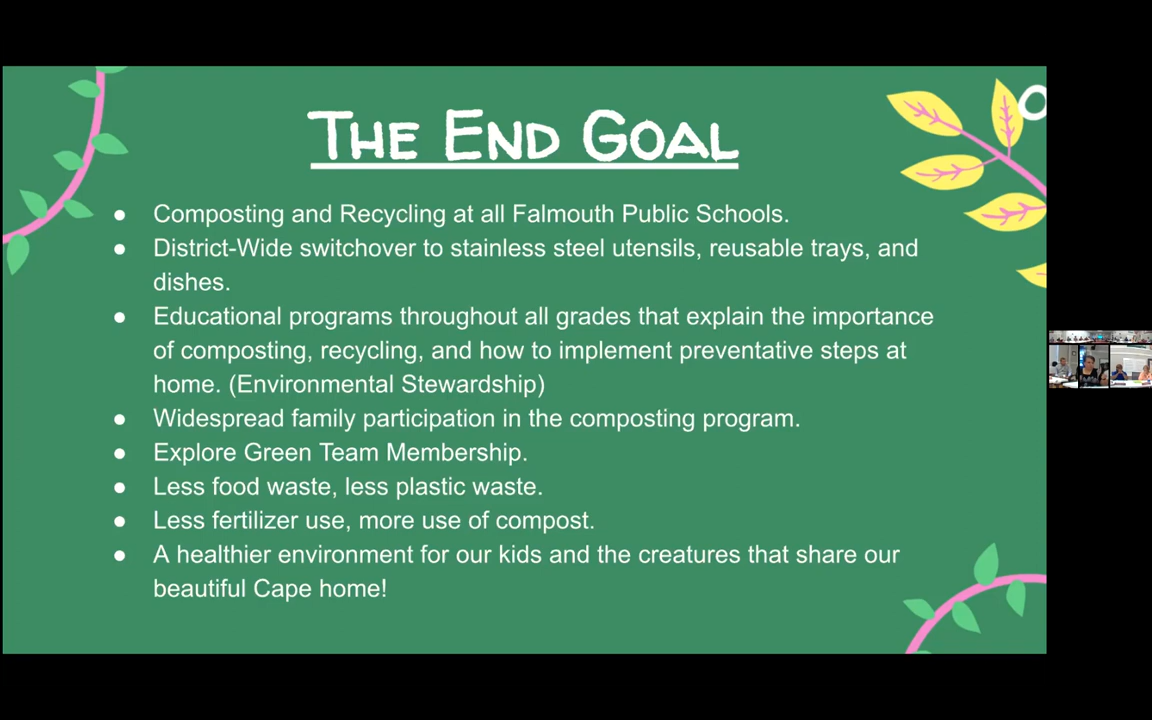 The End Goal
● Composting and Recycling at all Falmouth Public Schools.
● District-Wide switchover to stainless steel utensils, reusable trays, and
dishes.
● Educational programs throughout all grades that explain the importance
of composting, recycling, and how to implement preventative steps at
home. (Environmental Stewardship)
● Widespread family participation in the composting program.
● Explore Green Team Membership.
● Less food waste, less plastic waste.
● Less fertilizer use, more use of compost.
● A healthier environment for our kids and the creatures that share our
beautiful Cape home!